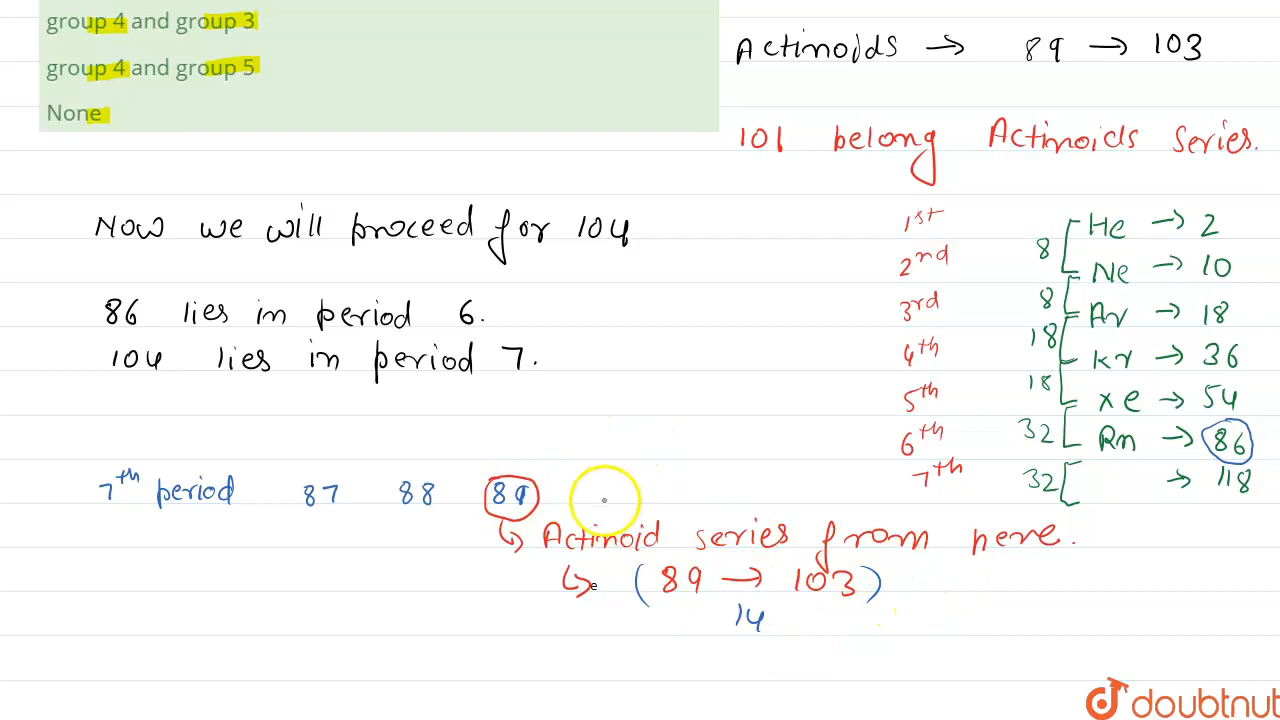 group 4 and group 3
group 4 and group 5
None
Actinoids → 89 → 103
101 belong Actinoids series.
Now we will proceed for 104
86 lies in period 6.
104 lies in period 7.
1st
2nd
3rd
4th
5th
6th
7th
8
8
18
18
32
32
He → 2
Ne → 10
Ar → 18
Kr → 36
Xe → 54
Rn → 86
→ 118
7th period 87 88 89
↳ Actinoid series from here.
↳ e (89 → 103)
14
doubtnut